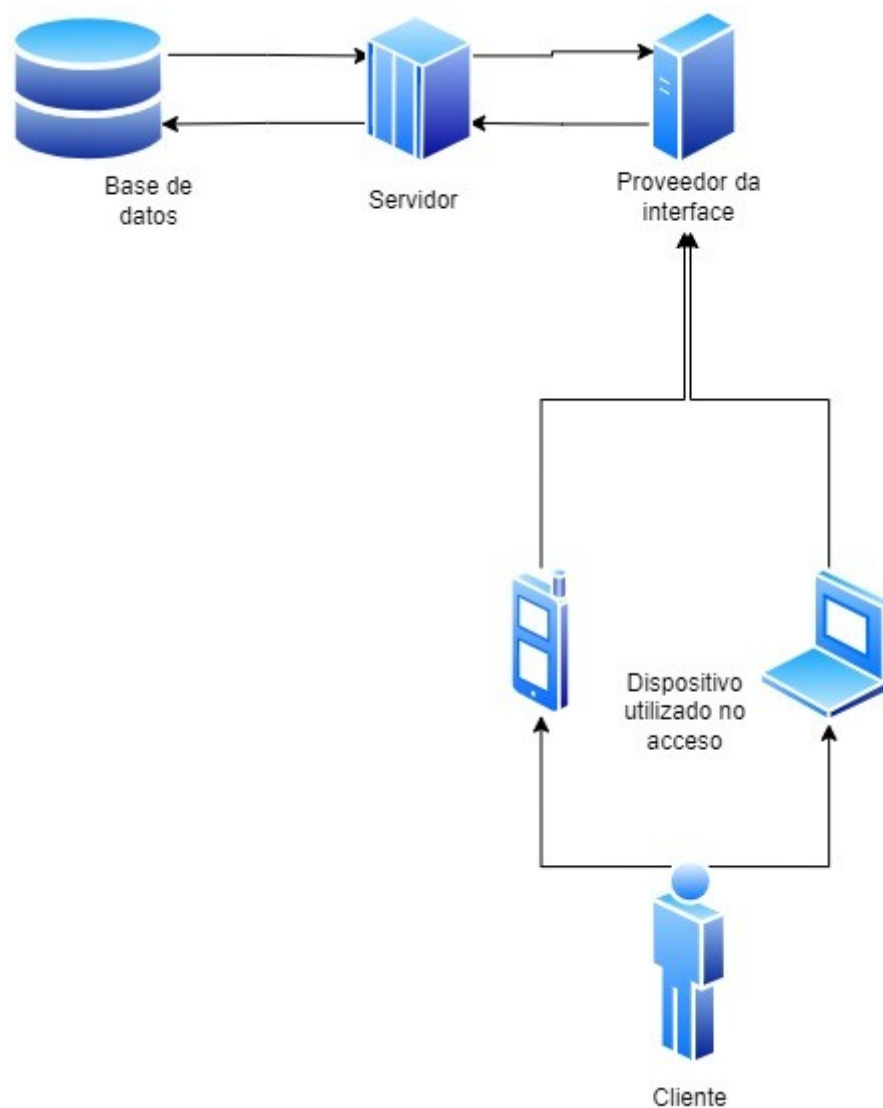 Base de
datos
Servidor
Proveedor da
interface
Dispositivo
utilizado no
acceso
Cliente